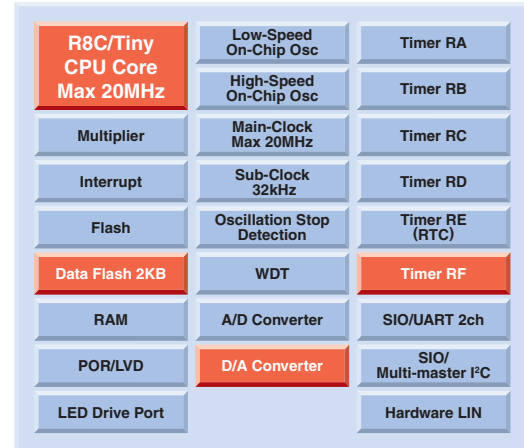 R8C/Tiny
CPU Core
Max 20MHz
Multiplier
Interrupt
Flash
Data Flash 2KB
RAM
POR/LVD
LED Drive Port
Low-Speed
On-Chip Osc
High-Speed
On-Chip Osc
Main-Clock
Max 20MHz
Sub-Clock
32kHz
Oscillation Stop
Detection
WDT
A/D Converter
D/A Converter
Timer RA
Timer RB
Timer RC
Timer RD
Timer RE
(RTC)
Timer RF
SIO/UART 2ch
SIO/
Multi-master I²C
Hardware LIN